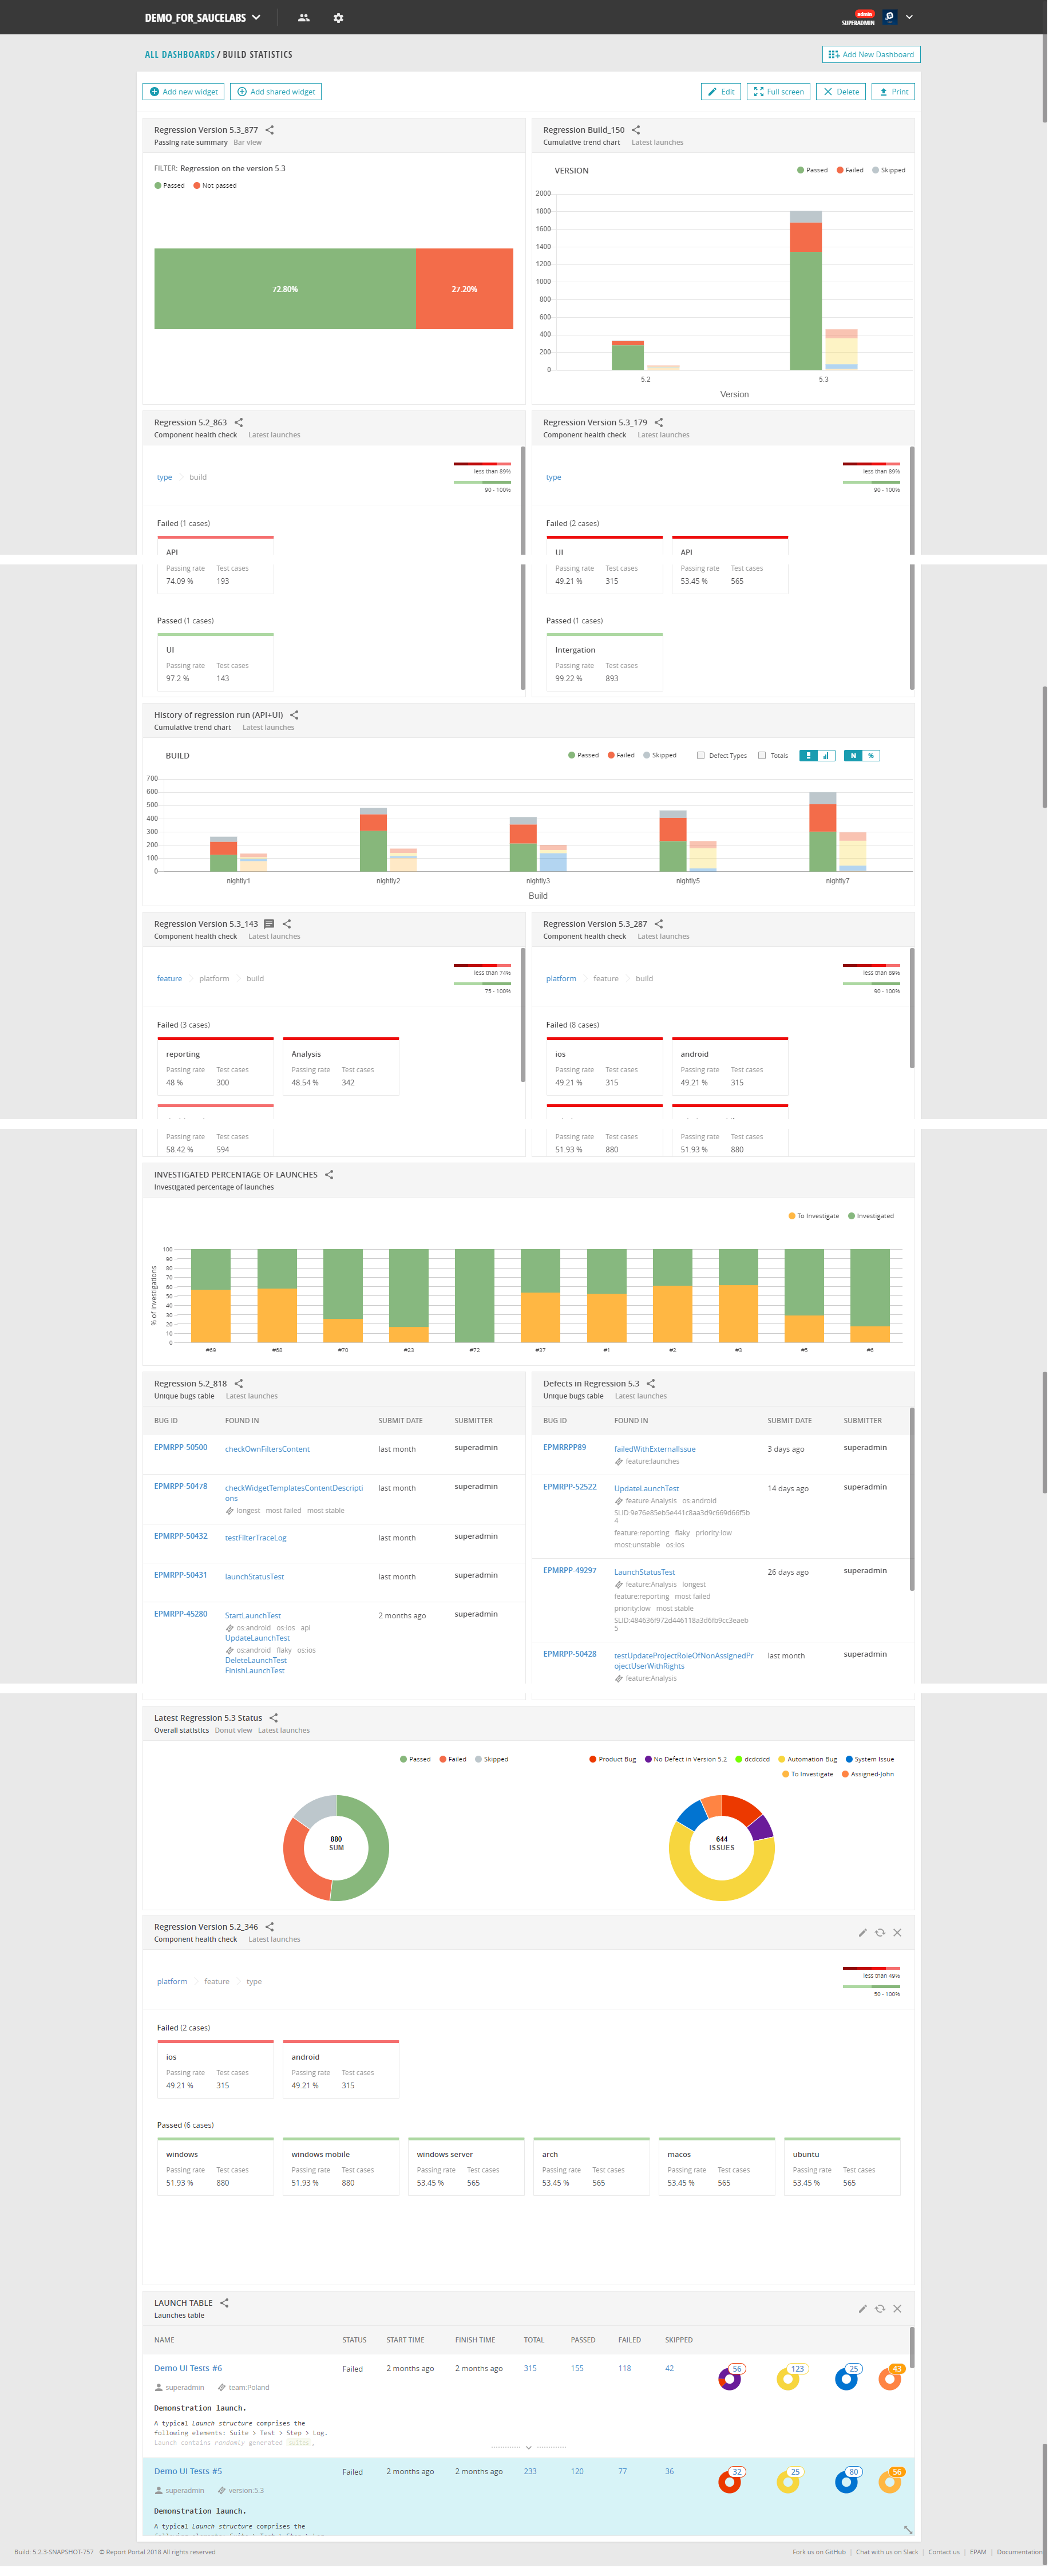 DEMO_FOR_SAUCELABS
admin
SUPERADMIN
ALL DASHBOARDS / BUILD STATISTICS
Add New Dashboard
Add new widget Add shared widget Edit Full screen Delete Print
Regression Version 5.3_877
Passing rate summary Bar view
FILTER: Regression on the version 5.3
Passed Not passed
72.80% 27.20%
Regression Build_150
Cumulative trend chart Latest launches
VERSION Passed Failed Skipped
2000
1800
1600
1400
1200
1000
800
600
400
200
0
5.2 5.3
Version
Regression 5.2_863
Component health check Latest launches
type build
less than 89%
90 - 100%
Failed (1 cases)
API
Passing rate Test cases
74.09 % 193
Passed (1 cases)
UI
Passing rate Test cases
97.2 % 143
Regression Version 5.3_179
Component health check Latest launches
type
less than 89%
90 - 100%
Failed (2 cases)
UI API
Passing rate Test cases Passing rate Test cases
49.21 % 315 53.45 % 565
Passed (1 cases)
Intergation
Passing rate Test cases
99.22 % 893
History of regression run (API+UI)
Cumulative trend chart Latest launches
BUILD Passed Failed Skipped Defect Types Totals N %
700
600
500
400
300
200
100
0
nightly1 nightly2 nightly3 nightly5 nightly7
Build
Regression Version 5.3_143
Component health check Latest launches
feature platform build
less than 74%
75 - 100%
Failed (3 cases)
reporting Analysis
Passing rate Test cases Passing rate Test cases
48 % 300 48.54 % 342
Passing rate Test cases
58.42 % 594
Regression Version 5.3_287
Component health check Latest launches
platform feature build
less than 89%
90 - 100%
Failed (8 cases)
ios android
Passing rate Test cases Passing rate Test cases
49.21 % 315 49.21 % 315
Passing rate Test cases Passing rate Test cases
51.93 % 880 51.93 % 880
INVESTIGATED PERCENTAGE OF LAUNCHES
Investigated percentage of launches
To Investigate Investigated
% of investigations
100
90
80
70
60
50
40
30
20
10
0
#69 #68 #70 #23 #72 #37 #1 #2 #3 #5 #6
Regression 5.2_818
Unique bugs table Latest launches
BUG ID FOUND IN SUBMIT DATE SUBMITTER
EPMRPP-50500 checkOwnFiltersContent last month superadmin
EPMRPP-50478 checkWidgetTemplatesContentDescripti last month superadmin
ons
longest most failed most stable
EPMRPP-50432 testFilterTraceLog last month superadmin
EPMRPP-50431 launchStatusTest last month superadmin
EPMRPP-45280 StartLaunchTest 2 months ago superadmin
os:android os:ios api
UpdateLaunchTest
os:android flaky os:ios
DeleteLaunchTest
FinishLaunchTest
Defects in Regression 5.3
Unique bugs table Latest launches
BUG ID FOUND IN SUBMIT DATE SUBMITTER
EPMRRPP89 failedWithExternalIssue 3 days ago superadmin
feature:launches
EPMRPP-52522 UpdateLaunchTest 14 days ago superadmin
feature:Analysis os:android
SLID:9e76e85eb5e441c8aa3d9c669d66f5b
4
feature:reporting flaky priority:low
most:unstable os:ios
EPMRPP-49297 LaunchStatusTest 26 days ago superadmin
feature:Analysis longest
feature:reporting most failed
priority:low most stable
SLID:484636f972d446118a3d6fb9cc3eaeb
5
EPMRPP-50428 testUpdateProjectRoleOfNonAssignedPr last month superadmin
ojectUserWithRights
feature:Analysis
Latest Regression 5.3 Status
Overall statistics Donut view Latest launches
Passed Failed Skipped
880
SUM
Product Bug No Defect in Version 5.2 dcdcdcd Automation Bug System Issue
To Investigate Assigned-John
644
ISSUES
Regression Version 5.2_346
Component health check Latest launches
platform feature type
less than 49%
50 - 100%
Failed (2 cases)
ios android
Passing rate Test cases Passing rate Test cases
49.21 % 315 49.21 % 315
Passed (6 cases)
windows windows mobile windows server arch macos ubuntu
Passing rate Test cases Passing rate Test cases Passing rate Test cases Passing rate Test cases Passing rate Test cases Passing rate Test cases
51.93 % 880 51.93 % 880 53.45 % 565 53.45 % 565 53.45 % 565 53.45 % 565
LAUNCH TABLE
Launches table
NAME STATUS START TIME FINISH TIME TOTAL PASSED FAILED SKIPPED
Demo UI Tests #6 Failed 2 months ago 2 months ago 315 155 118 42 56 123 25 43
superadmin team:Poland
Demonstration launch.
A typical Launch structure comprises the
following elements: Suite > Test > Step > Log.
Launch contains randomly generated suites,
Demo UI Tests #5 Failed 2 months ago 2 months ago 233 120 77 36 32 25 80 56
superadmin version:5.3
Demonstration launch.
A typical Launch structure comprises the
Build: 5.2.3-SNAPSHOT-757 © Report Portal 2018 All rights reserved Fork us on GitHub | Chat with us on Slack | Contact us | EPAM | Documentation